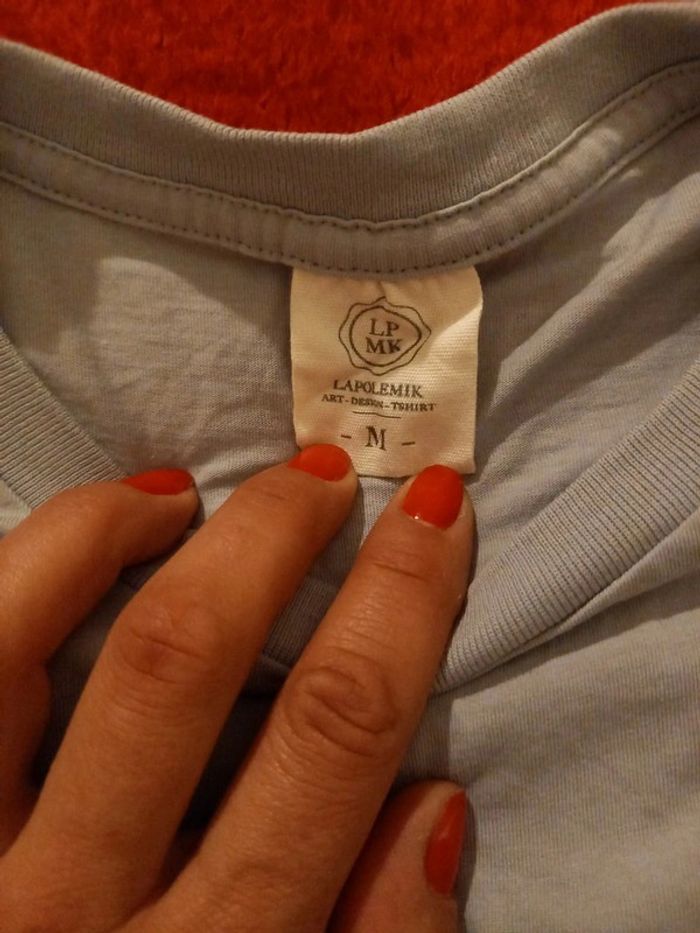 LP
MK
LAPOLEMIK
ART-DESIGN-TSHIRT
- M -